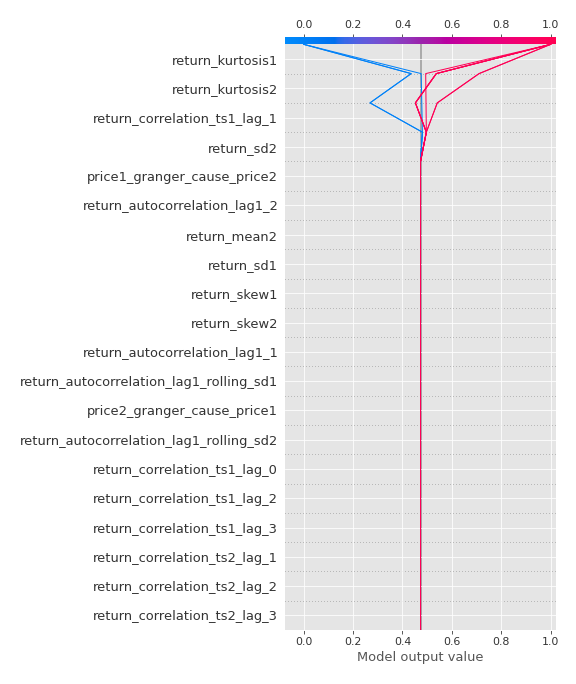 0.0 0.2 0.4 0.6 0.8 1.0
return_kurtosis1
return_kurtosis2
return_correlation_ts1_lag_1
return_sd2
price1_granger_cause_price2
return_autocorrelation_lag1_2
return_mean2
return_sd1
return_skew1
return_skew2
return_autocorrelation_lag1_1
return_autocorrelation_lag1_rolling_sd1
price2_granger_cause_price1
return_autocorrelation_lag1_rolling_sd2
return_correlation_ts1_lag_0
return_correlation_ts1_lag_2
return_correlation_ts1_lag_3
return_correlation_ts2_lag_1
return_correlation_ts2_lag_2
return_correlation_ts2_lag_3
0.0 0.2 0.4 0.6 0.8 1.0
Model output value